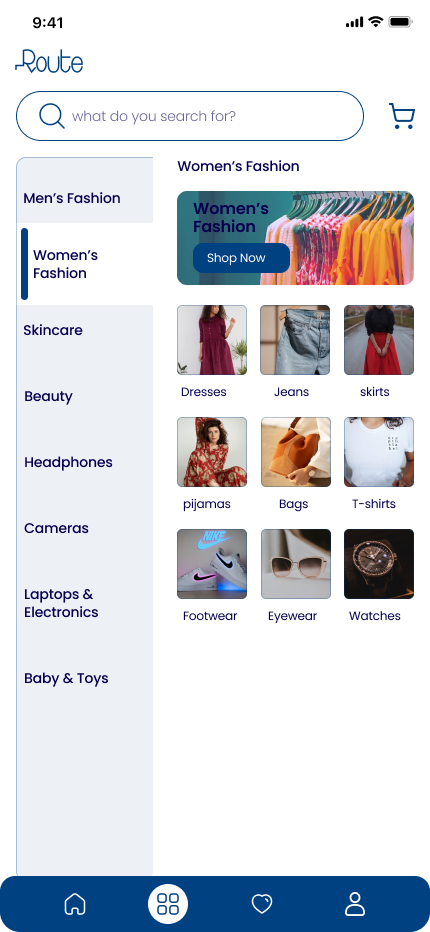 9:41
Route
what do you search for?
Men's Fashion
Women's
Fashion
Skincare
Beauty
Headphones
Cameras
Laptops &
Electronics
Baby & Toys
Women's Fashion
Women's
Fashion
Shop Now
Dresses
Jeans
skirts
pijamas
Bags
T-shirts
NIKE
Footwear
Eyewear
Watches